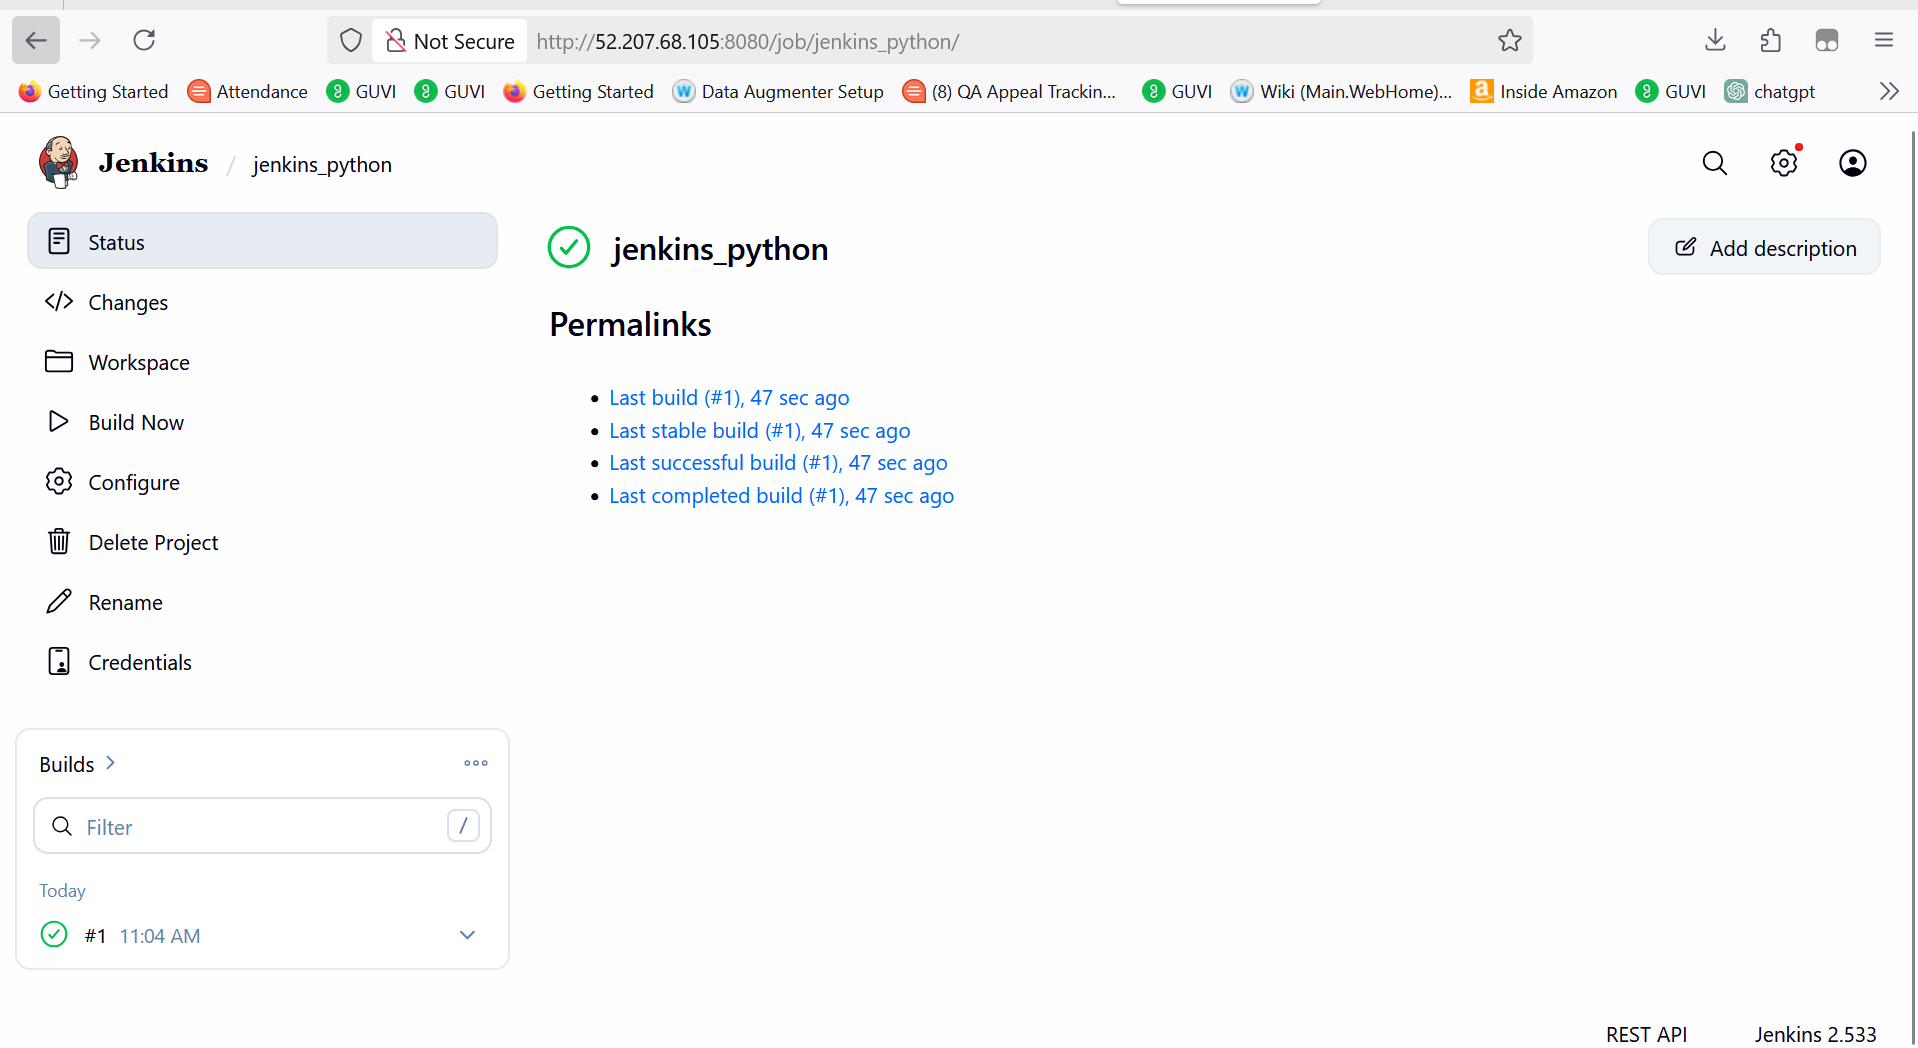 Not Secure http://52.207.68.105:8080/job/jenkins_python/
Getting Started Attendance GUVI GUVI Getting Started Data Augmenter Setup (8) QA Appeal Trackin... GUVI Wiki (Main.WebHome)... Inside Amazon GUVI chatgpt
Jenkins / jenkins_python
Status
Changes
Workspace
Build Now
Configure
Delete Project
Rename
Credentials
Builds
Filter /
Today
#1 11:04 AM
jenkins_python
Add description
Permalinks
Last build (#1), 47 sec ago
Last stable build (#1), 47 sec ago
Last successful build (#1), 47 sec ago
Last completed build (#1), 47 sec ago
REST API Jenkins 2.533